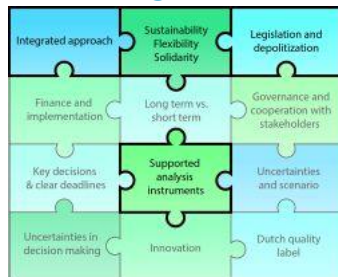 Integrated approach
Sustainability
Flexibility
Solidarity
Legislation and
depolitization
Finance and
implementation
Long term vs.
short term
Governance and
cooperation with
stakeholders
Key decisions
& clear deadlines
Supported
analysis
instruments
Uncertainties
and scenario
Uncertainties in
decision making
Innovation
Dutch quality
label